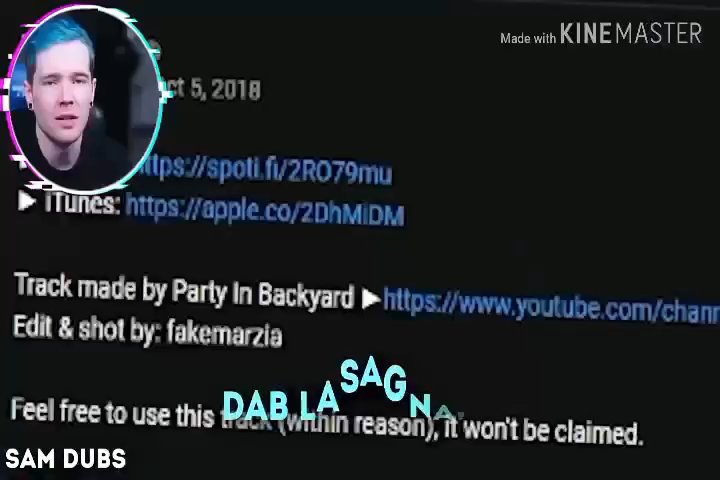 Made with KINEMASTER
ct 5, 2018
https://spoti.fi/2RO79mu
▶ iTunes: https://apple.co/2DhMiDM
Track made by Party In Backyard ▶https://www.youtube.com/chann
Edit & shot by: fakemarzia
DAB LASAGNA
Feel free to use this track (within reason), it won't be claimed.
SAM DUBS